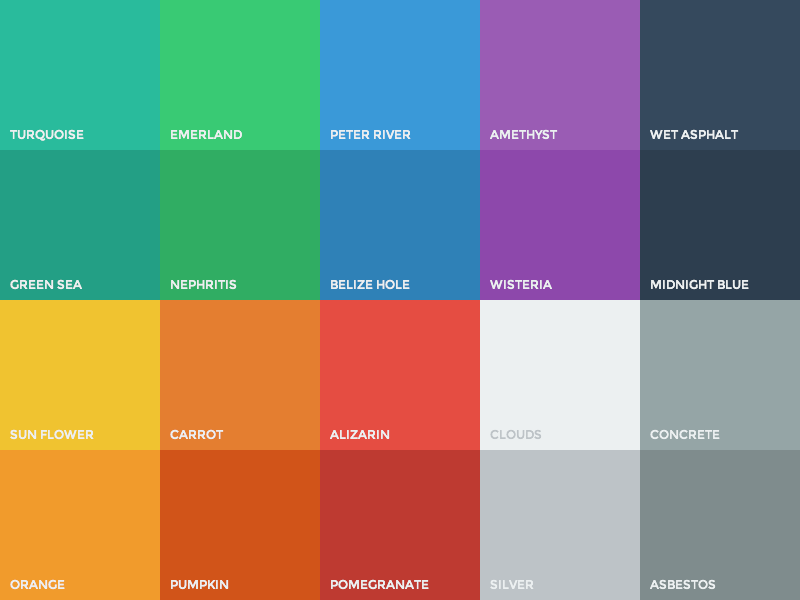 TURQUOISE
EMERLAND
PETER RIVER
AMETHYST
WET ASPHALT
GREEN SEA
NEPHRITIS
BELIZE HOLE
WISTERIA
MIDNIGHT BLUE
SUN FLOWER
CARROT
ALIZARIN
CLOUDS
CONCRETE
ORANGE
PUMPKIN
POMEGRANATE
SILVER
ASBESTOS